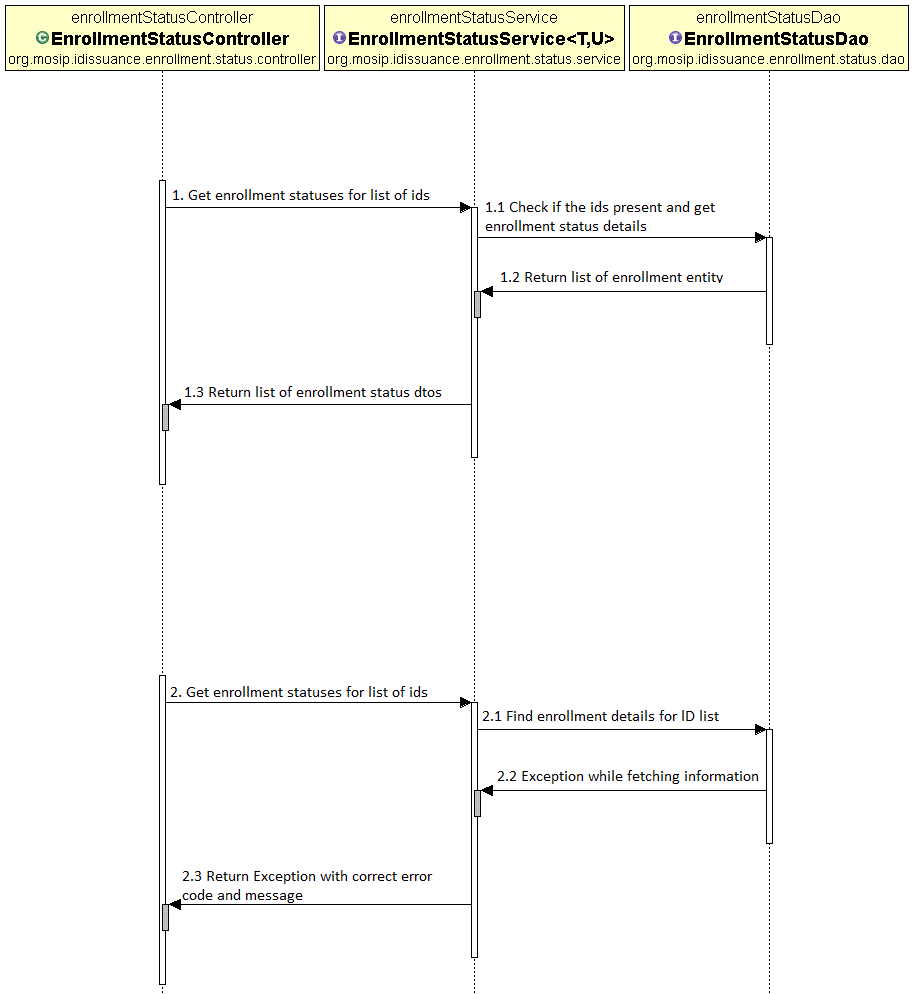 enrollmentStatusController
C EnrollmentStatusController
org.mosip.idissuance.enrollment.status.controller
enrollmentStatusService
I EnrollmentStatusService<T,U>
org.mosip.idissuance.enrollment.status.service
enrollmentStatusDao
I EnrollmentStatusDao
org.mosip.idissuance.enrollment.status.dao
1. Get enrollment statuses for list of ids
1.1 Check if the ids present and get
enrollment status details
1.2 Return list of enrollment entity
1.3 Return list of enrollment status dtos
2. Get enrollment statuses for list of ids
2.1 Find enrollment details for ID list
2.2 Exception while fetching information
2.3 Return Exception with correct error
code and message